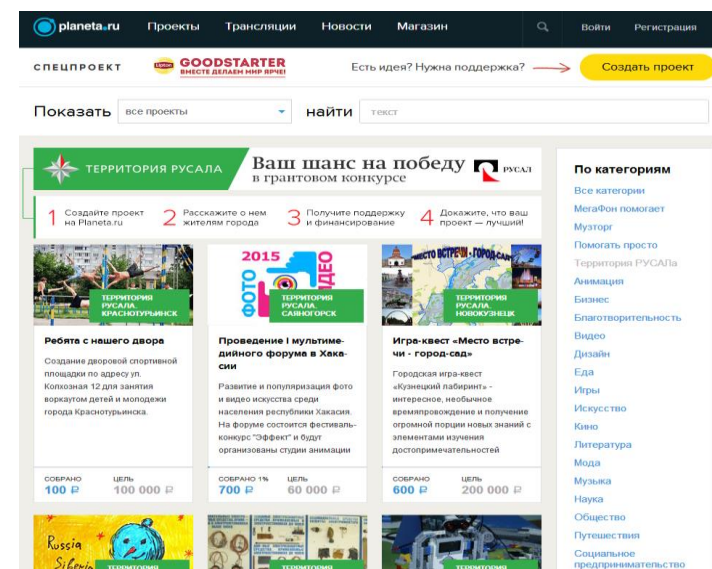 planeta.ru Проекты Трансляции Новости Магазин Войти Регистрация
СПЕЦПРОЕКТ Lipton GOODSTARTER
ВМЕСТЕ ДЕЛАЕМ МИР ЯРЧЕ!
Есть идея? Нужна поддержка? Создать проект
Показать все проекты найти текст
ТЕРРИТОРИЯ РУСАЛА
Ваш шанс на победу
в грантовом конкурсе
РУСАЛ
1 Создайте проект
на Planeta.ru
2 Расскажите о нем
жителям города
3 Получите поддержку
и финансирование
4 Докажите, что ваш
проект — лучший!
ТЕРРИТОРИЯ
РУСАЛА.
КРАСНОТУРЬИНСК
Ребята с нашего двора
Создание дворовой спортивной
площадки по адресу ул.
Колхозная 12 для занятия
воркаутом детей и молодежи
города Краснотурьинска.
СОБРАНО ЦЕЛЬ
100 ₽ 100 000 ₽
2015
ФОТО
ВИДЕО
ТЕРРИТОРИЯ
РУСАЛА.
САЯНОГОРСК
Проведение I мультиме-
дийного форума в Хака-
сии
Развитие и популяризация фото
и видео искусства среди
населения республики Хакасия.
На форуме состоится фестиваль-
конкурс "Эффект" и будут
организованы студии анимации
СОБРАНО 1% ЦЕЛЬ
700 ₽ 60 000 ₽
МЕСТО ВСТРЕЧИ - ГОРОД-САД
ТЕРРИТОРИЯ
РУСАЛА.
НОВОКУЗНЕЦК
Игра-квест «Место встре-
чи - город-сад»
Городская игра-квест
«Кузнецкий лабиринт» -
интересное, необычное
времяпровождение и получение
огромной порции новых знаний с
элементами изучения
достопримечательностей
СОБРАНО ЦЕЛЬ
600 ₽ 200 000 ₽
Russia
Siberia
ТЕРРИТОРИЯ
ТЕРРИТОРИЯ
ТЕРРИТОРИЯ
По категориям
Все категории
МегаФон помогает
Музторг
Помогать просто
Территория РУСАЛа
Анимация
Бизнес
Благотворительность
Видео
Дизайн
Еда
Игры
Искусство
Кино
Литература
Мода
Музыка
Наука
Общество
Путешествия
Социальное
предпринимательство